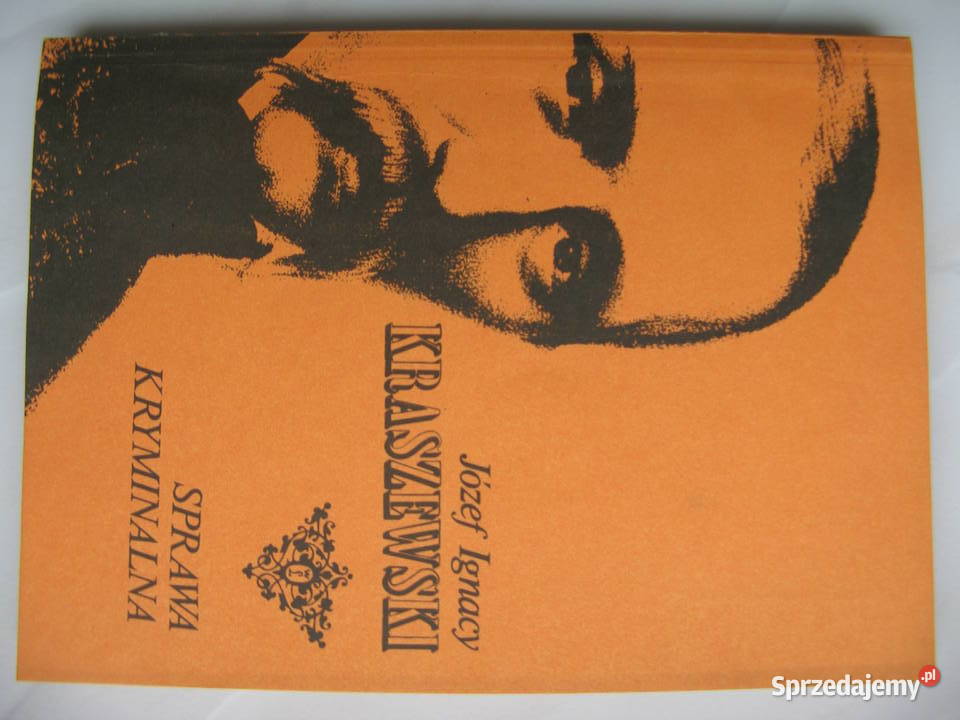 Józef Ignacy
KRASZEWSKI
SPRAWA
KRYMINALNA
Sprzedajemy.pl